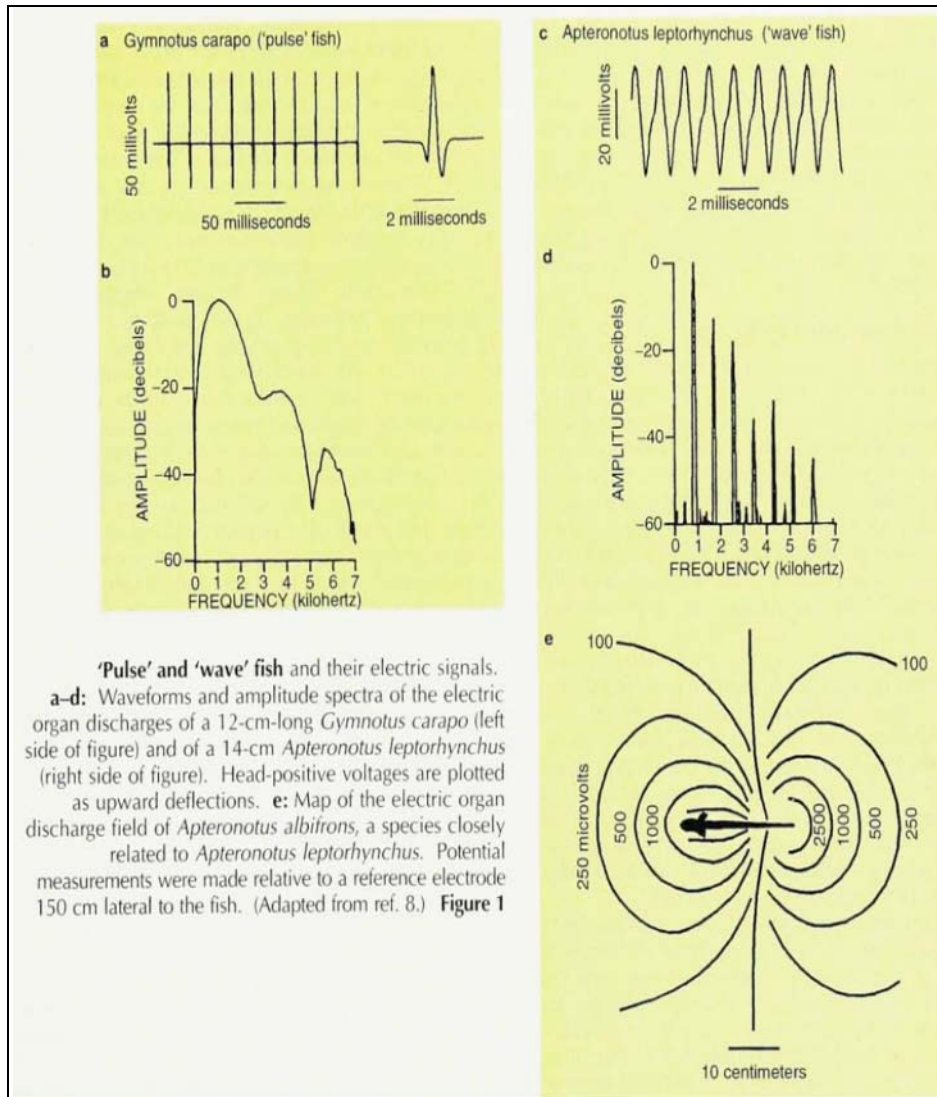 a Gymnotus carapo ('pulse' fish)
50 millivolts
50 milliseconds
2 milliseconds
b
AMPLITUDE (decibels)
0
–20
–40
–60
0 1 2 3 4 5 6 7
FREQUENCY (kilohertz)
c Apteronotus leptorhynchus ('wave' fish)
20 millivolts
2 milliseconds
d
AMPLITUDE (decibels)
0
–20
–40
–60
0 1 2 3 4 5 6 7
FREQUENCY (kilohertz)
'Pulse' and 'wave' fish and their electric signals.
a–d: Waveforms and amplitude spectra of the electric
organ discharges of a 12-cm-long Gymnotus carapo (left
side of figure) and of a 14-cm Apteronotus leptorhynchus
(right side of figure). Head-positive voltages are plotted
as upward deflections. e: Map of the electric organ
discharge field of Apteronotus albifrons, a species closely
related to Apteronotus leptorhynchus. Potential
measurements were made relative to a reference electrode
150 cm lateral to the fish. (Adapted from ref. 8.) Figure 1
e
100
100
250 microvolts
500
1000
2500
1000
500
250
10 centimeters